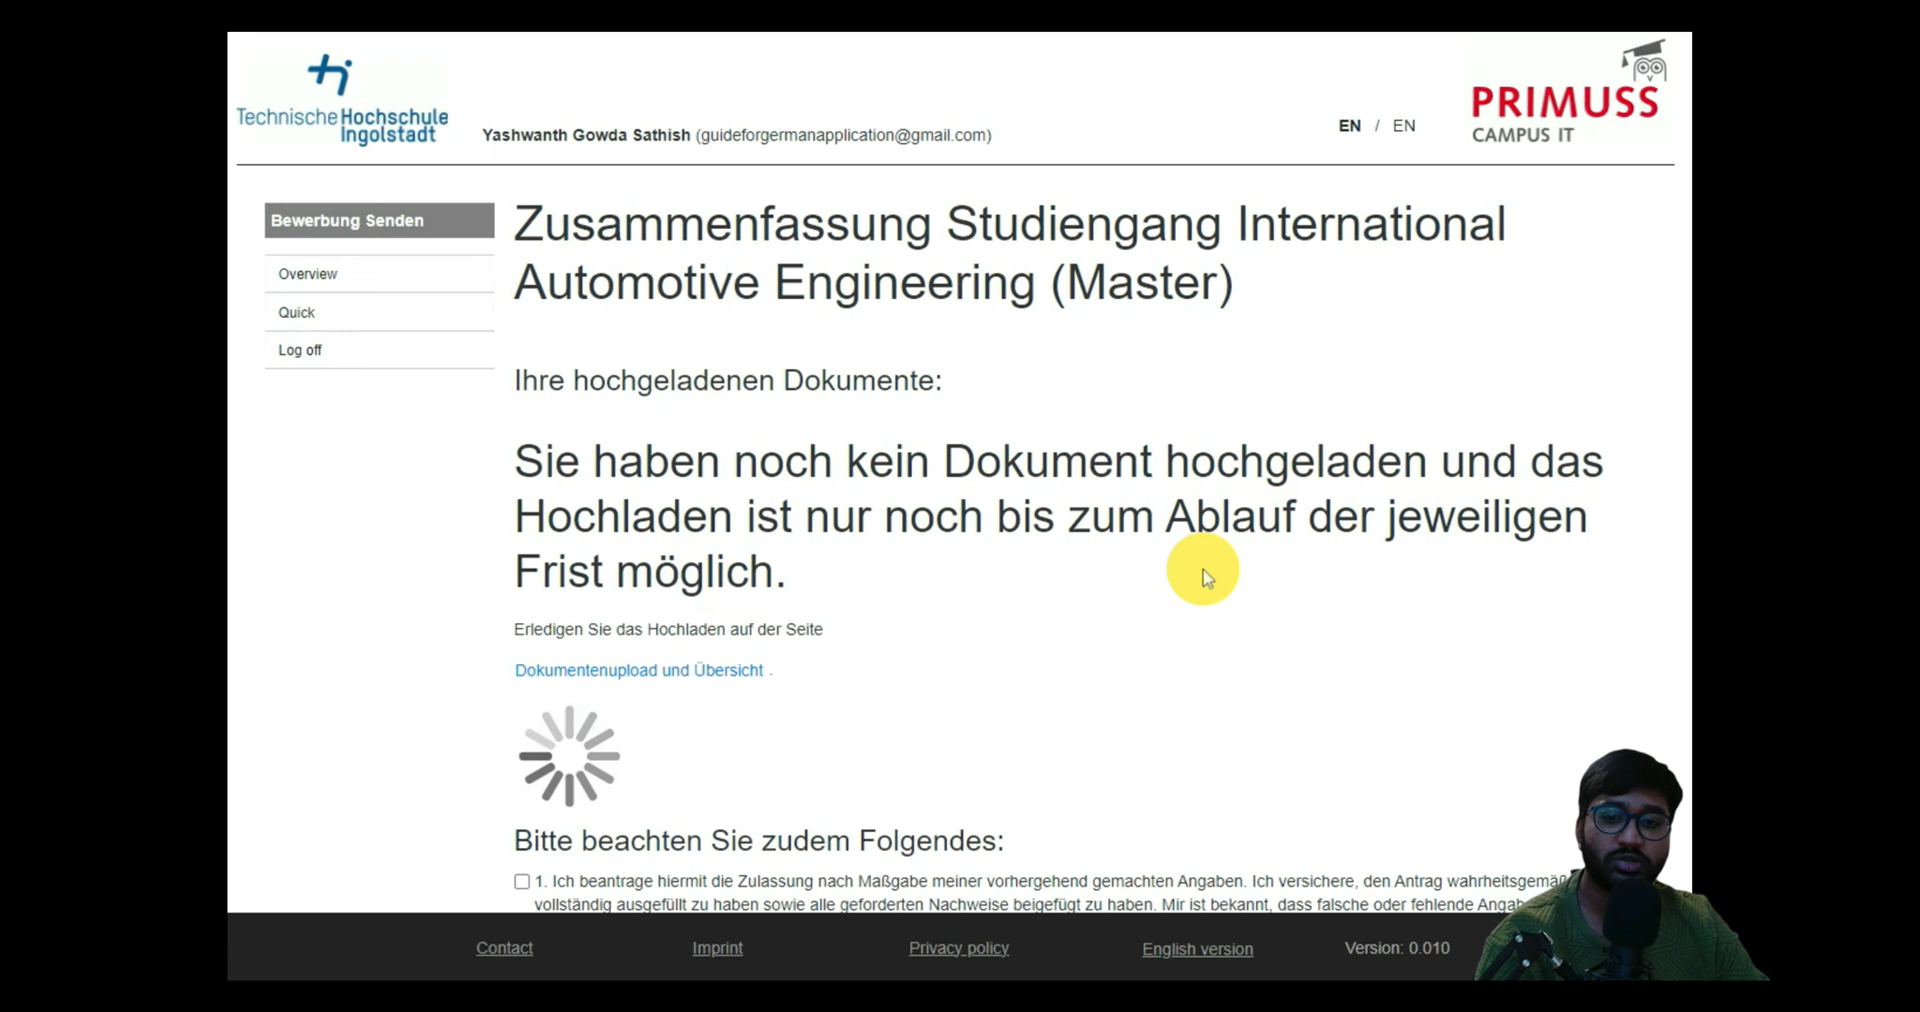 Technische Hochschule
Ingolstadt
Yashwanth Gowda Sathish (guideforgermanapplication@gmail.com)
EN / EN
PRIMUSS
CAMPUS IT
Bewerbung Senden
Overview
Quick
Log off
Zusammenfassung Studiengang International
Automotive Engineering (Master)
Ihre hochgeladenen Dokumente:
Sie haben noch kein Dokument hochgeladen und das
Hochladen ist nur noch bis zum Ablauf der jeweiligen
Frist möglich.
Erledigen Sie das Hochladen auf der Seite
Dokumentenupload und Übersicht .
Bitte beachten Sie zudem Folgendes:
1. Ich beantrage hiermit die Zulassung nach Maßgabe meiner vorhergehend gemachten Angaben. Ich versichere, den Antrag
vollständig ausgefüllt zu haben sowie alle geforderten Nachweise beigefügt zu haben. Mir ist bekannt, dass falsche oder fehlende
Contact
Imprint
Privacy policy
English version
Version: 0.010